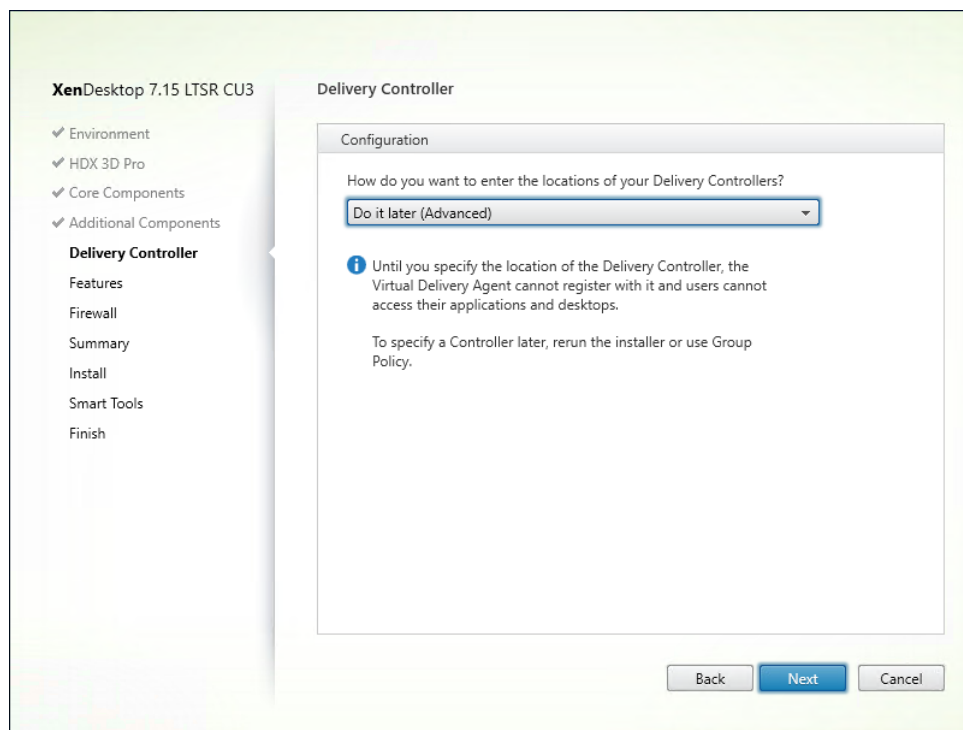 XenDesktop 7.15 LTSR CU3
Environment
HDX 3D Pro
Core Components
Additional Components
Delivery Controller
Features
Firewall
Summary
Install
Smart Tools
Finish
Delivery Controller
Configuration
How do you want to enter the locations of your Delivery Controllers?
Do it later (Advanced)
Until you specify the location of the Delivery Controller, the
Virtual Delivery Agent cannot register with it and users cannot
access their applications and desktops.
To specify a Controller later, rerun the installer or use Group
Policy.
Back
Next
Cancel